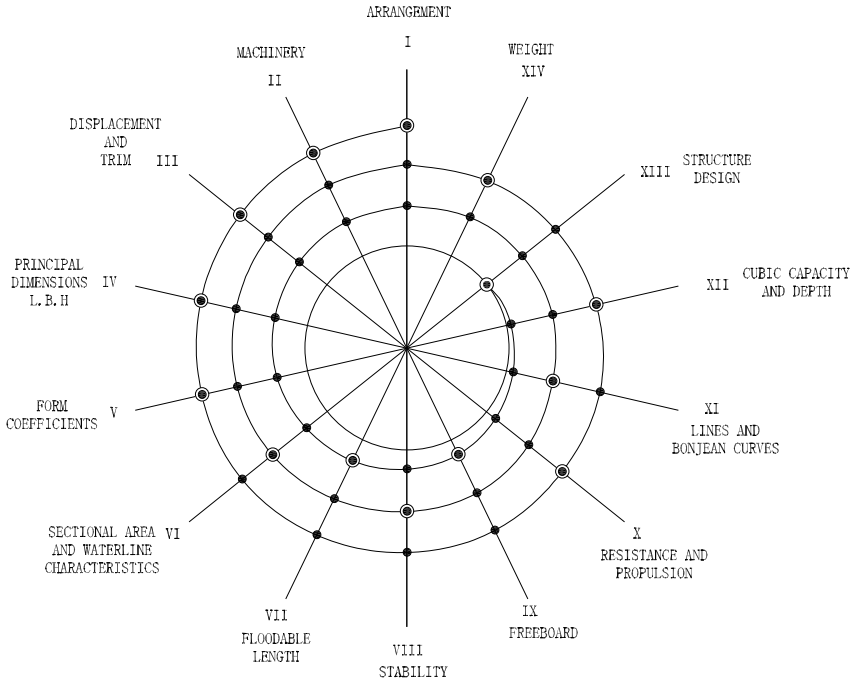 ARRANGEMENT
I
WEIGHT
XIV
XIII
STRUCTURE
DESIGN
XII
CUBIC CAPACITY
AND DEPTH
XI
LINES AND
BONJEAN CURVES
X
RESISTANCE AND
PROPULSION
IX
FREEBOARD
VIII
STABILITY
VII
FLOODABLE
LENGTH
SECTIONAL AREA
AND WATERLINE
CHARACTERISTICS
VI
FORM
COEFFICIENTS
V
PRINCIPAL
DIMENSIONS
L.B.H
IV
DISPLACEMENT
AND
TRIM
III
MACHINERY
II